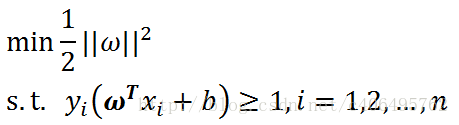 min 1/2 ||ω||²
s.t. yᵢ(ωᵀxᵢ + b) ≥ 1, i = 1,2, …, n